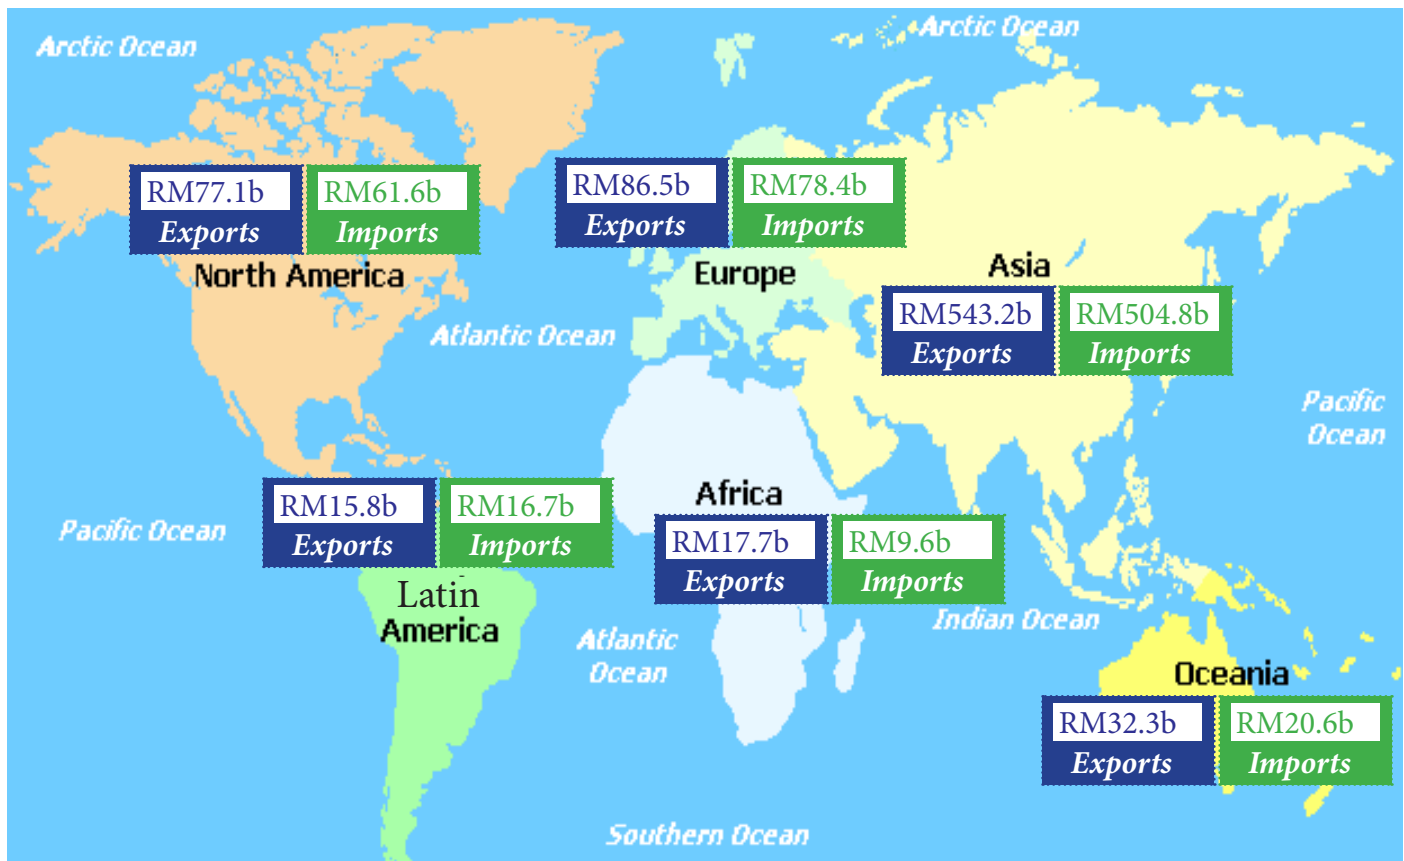 Arctic Ocean
Arctic Ocean
RM77.1b
Exports
RM61.6b
Imports
North America
RM86.5b
Exports
RM78.4b
Imports
Europe
Asia
RM543.2b
Exports
RM504.8b
Imports
Atlantic Ocean
Pacific
Ocean
RM15.8b
Exports
RM16.7b
Imports
Pacific Ocean
Latin
America
Africa
RM17.7b
Exports
RM9.6b
Imports
Atlantic
Ocean
Indian Ocean
Oceania
RM32.3b
Exports
RM20.6b
Imports
Southern Ocean